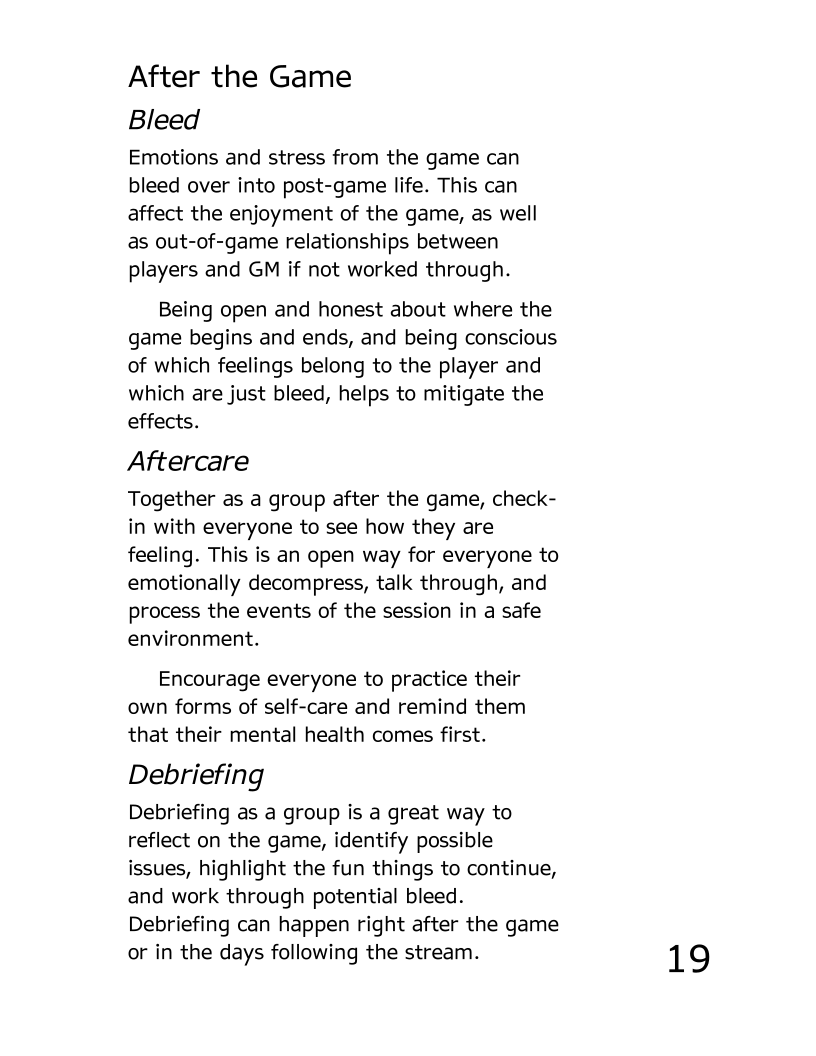 After the Game
Bleed
Emotions and stress from the game can
bleed over into post-game life. This can
affect the enjoyment of the game, as well
as out-of-game relationships between
players and GM if not worked through.
Being open and honest about where the
game begins and ends, and being conscious
of which feelings belong to the player and
which are just bleed, helps to mitigate the
effects.
Aftercare
Together as a group after the game, check-
in with everyone to see how they are
feeling. This is an open way for everyone to
emotionally decompress, talk through, and
process the events of the session in a safe
environment.
Encourage everyone to practice their
own forms of self-care and remind them
that their mental health comes first.
Debriefing
Debriefing as a group is a great way to
reflect on the game, identify possible
issues, highlight the fun things to continue,
and work through potential bleed.
Debriefing can happen right after the game
or in the days following the stream.
19